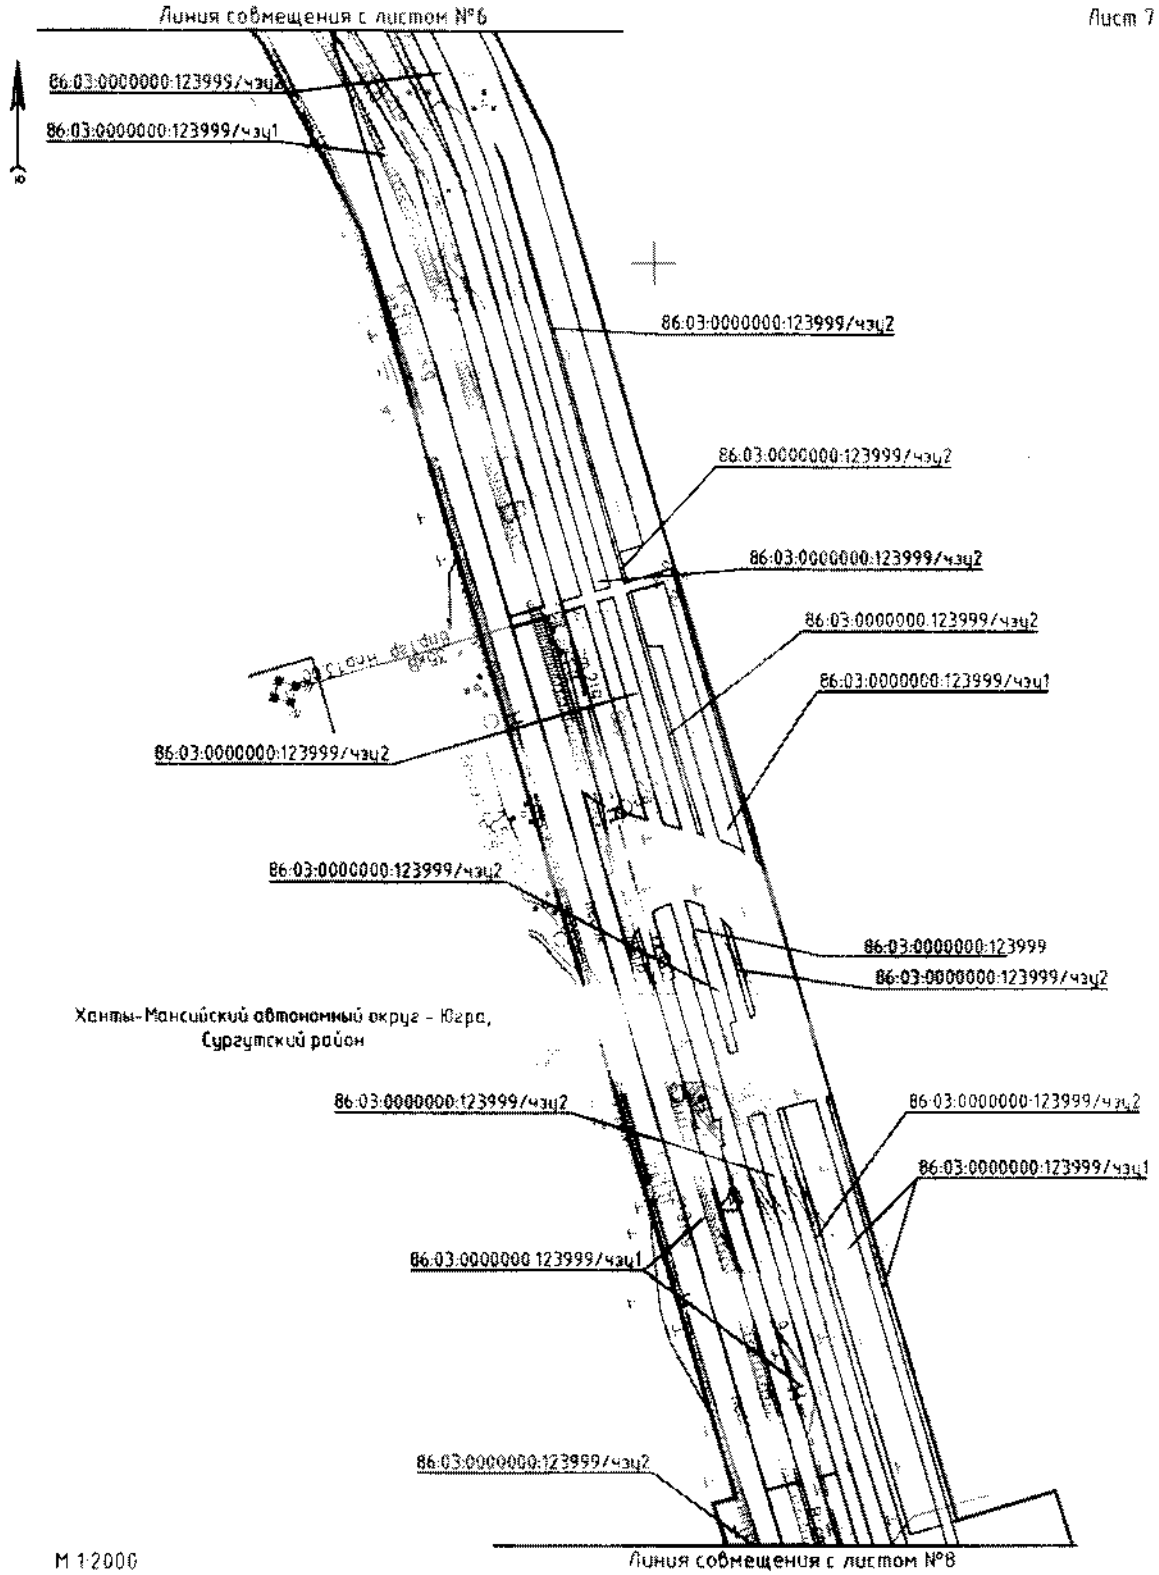 Линия совмещения с листом №6
Лист 7
86:03:0000000:123999/чзу2
86:03:0000000:123999/чзу1
86:03:0000000:123999/чзу2
86:03:0000000:123999/чзу2
86:03:0000000:123999/чзу2
86:03:0000000:123999/чзу2
86:03:0000000:123999/чзу1
86:03:0000000:123999/чзу2
86:03:0000000:123999/чзу2
86:03:0000000:123999
86:03:0000000:123999/чзу2
Ханты-Мансийский автономный округ - Югра,
Сургутский район
86:03:0000000:123999/чзу2
86:03:0000000:123999/чзу2
86:03:0000000:123999/чзу1
86:03:0000000:123999/чзу1
86:03:0000000:123999/чзу2
М 1:2000
Линия совмещения с листом №8